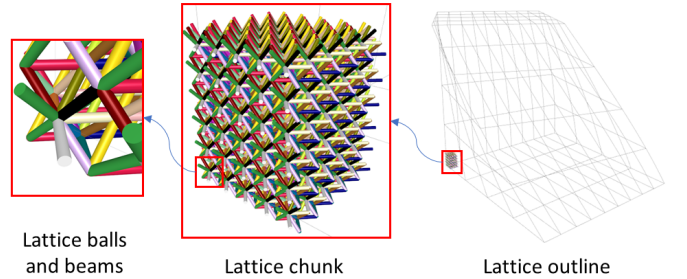 Lattice balls
and beams
Lattice chunk
Lattice outline